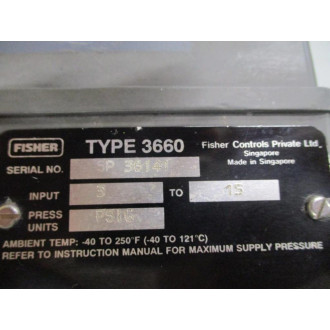 FISHER TYPE 3660 Fisher Controls Private Ltd
Singapore
Made in Singapore
SERIAL NO. SP
INPUT 3 TO 15
PRESS UNITS PSIG
AMBIENT TEMP: -40 TO 250°F (-40 TO 121°C)
REFER TO INSTRUCTION MANUAL FOR MAXIMUM SUPPLY PRESSURE